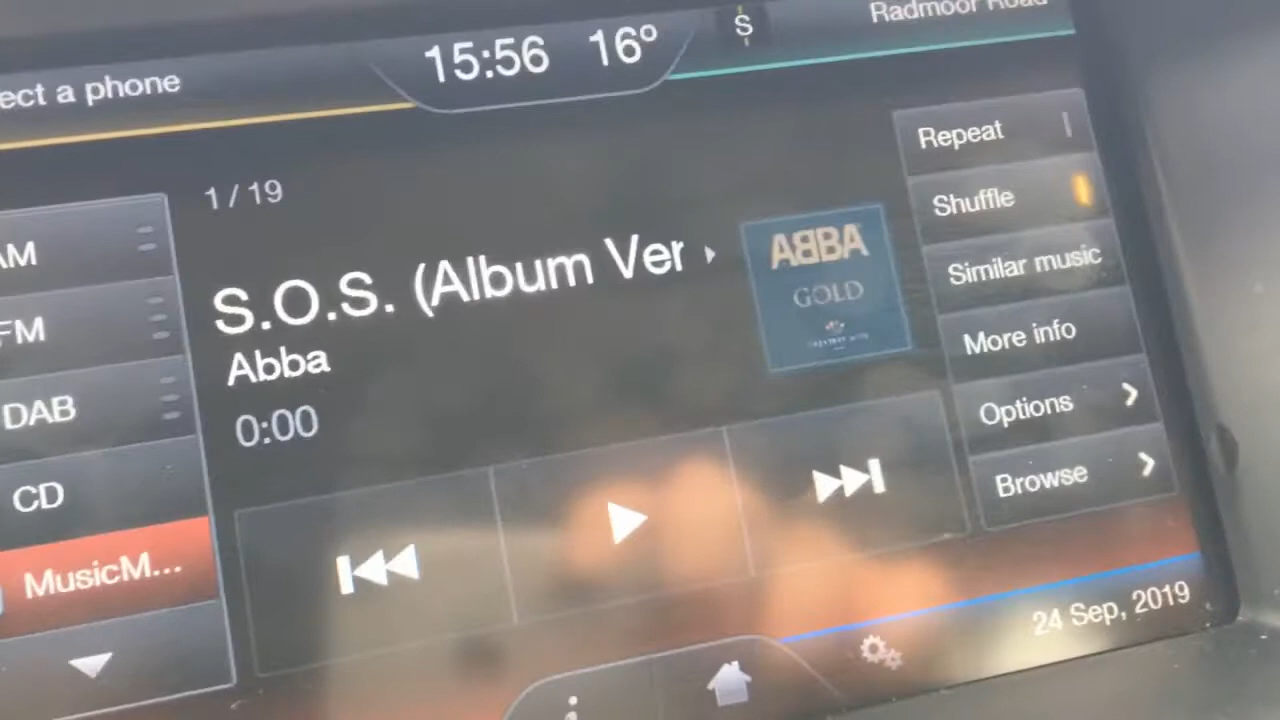 ect a phone
15:56 16°
S
Radmoor Road
1 / 19
S.O.S. (Album Ver
Abba
0:00
ABBA
GOLD
AM
FM
DAB
CD
MusicM...
Repeat
Shuffle
Similar music
More info
Options
Browse
24 Sep, 2019